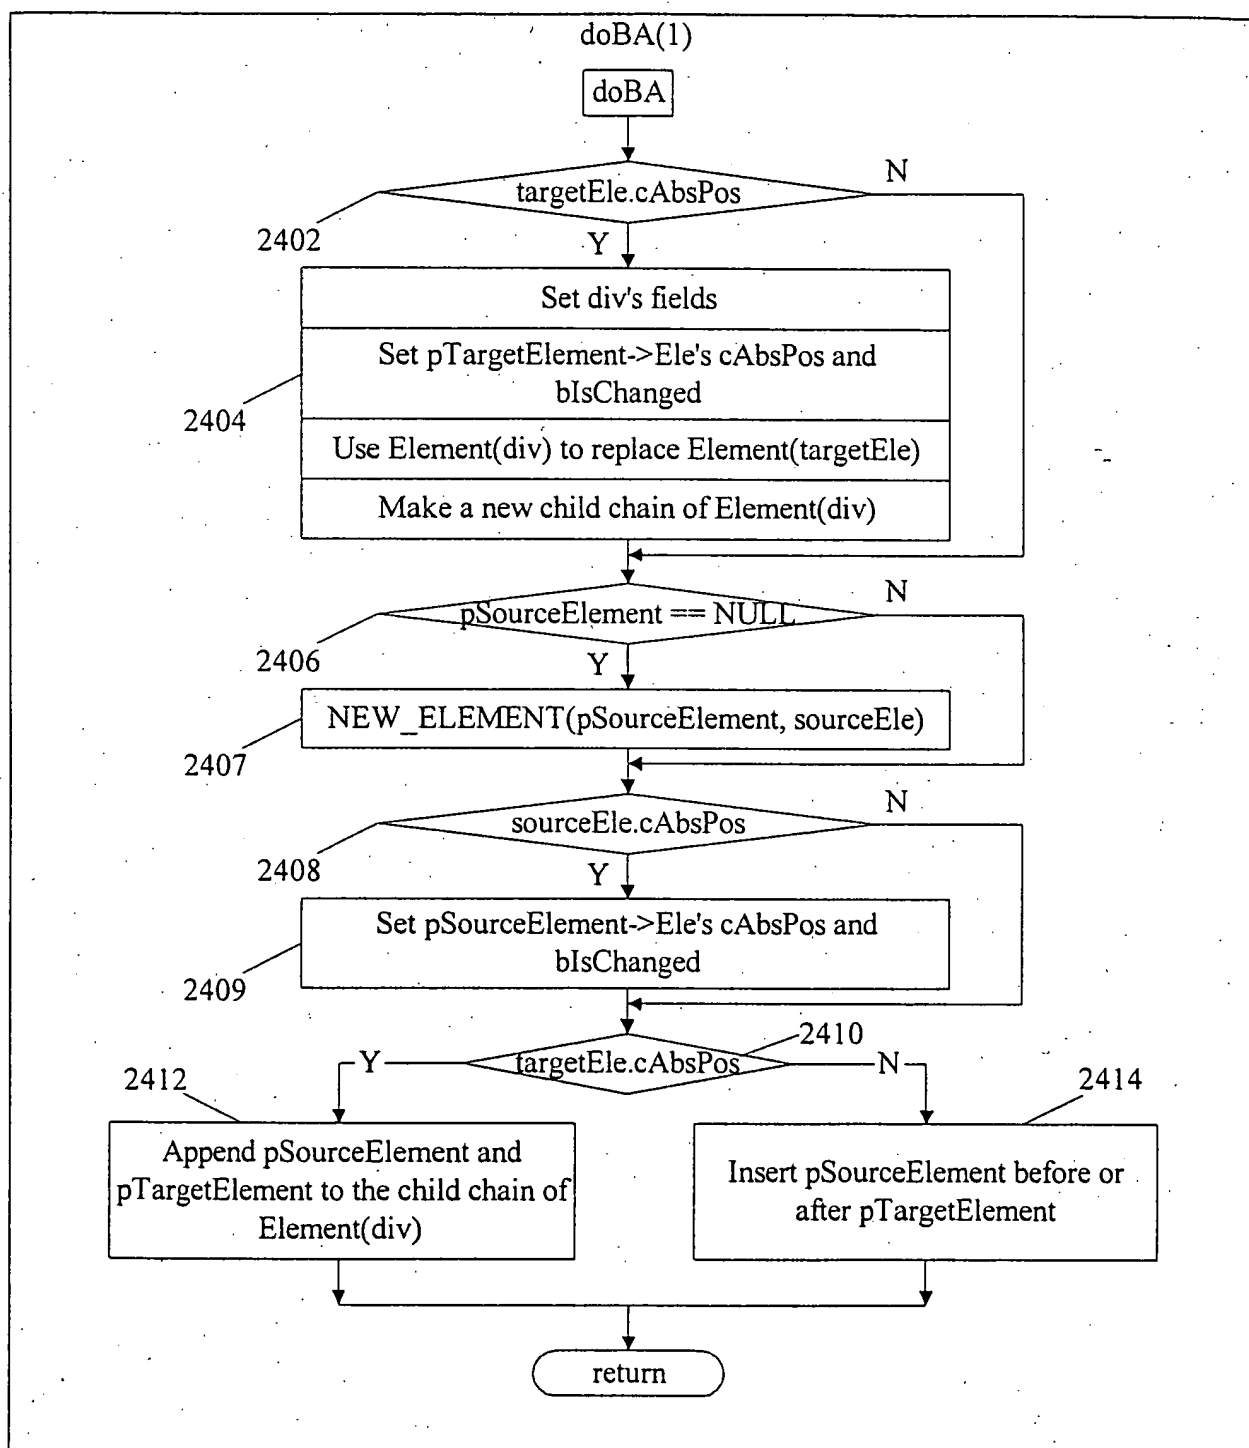 doBA(1)
doBA
targetEle.cAbsPos
N
2402
Y
Set div's fields
Set pTargetElement->Ele's cAbsPos and
bIsChanged
2404
Use Element(div) to replace Element(targetEle)
Make a new child chain of Element(div)
pSourceElement == NULL
N
2406
Y
NEW_ELEMENT(pSourceElement, sourceEle)
2407
sourceEle.cAbsPos
N
2408
Y
Set pSourceElement->Ele's cAbsPos and
bIsChanged
2409
2410
targetEle.cAbsPos
Y
N
2412
2414
Append pSourceElement and
pTargetElement to the child chain of
Element(div)
Insert pSourceElement before or
after pTargetElement
return